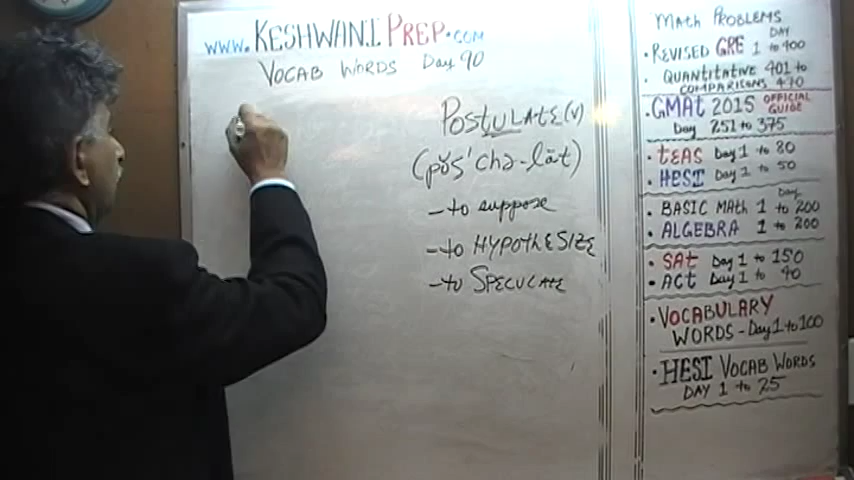 www.KESHWANIPREP.COM
VOCAB WORDS Day 90
POSTULATE (v)
(pŏs'chə-lāt)
- to suppose
- to HYPOTHESIZE
- to SPECULATE
MATH PROBLEMS
DAY
• REVISED GRE 1 to 400
• QUANTITATIVE 401 to
COMPARISONS
• GMAT 2015 OFFICIAL
GUIDE
Day 251 to 375
• TEAS Day 1 to 80
• HESI Day 1 to 50
Day
• BASIC MATH 1 to 200
• ALGEBRA 1 to 200
• SAT Day 1 to 150
• ACT Day 1 to 90
• VOCABULARY
WORDS - Day 1 to 100
• HESI VOCAB WORDS
DAY 1 to 25